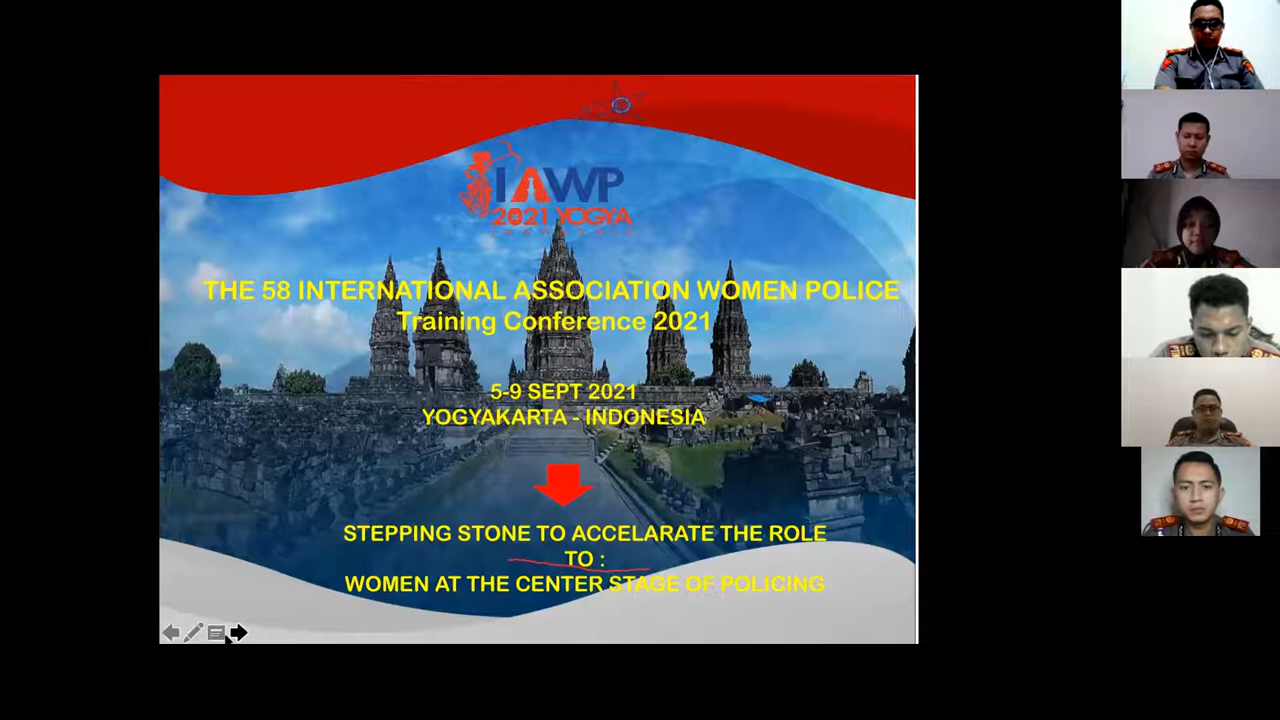 IAWP
2021 YOGYA
INDONESIA
THE 58 INTERNATIONAL ASSOCIATION WOMEN POLICE
Training Conference 2021
5-9 SEPT 2021
YOGYAKARTA - INDONESIA
STEPPING STONE TO ACCELARATE THE ROLE
TO :
WOMEN AT THE CENTER STAGE OF POLICING